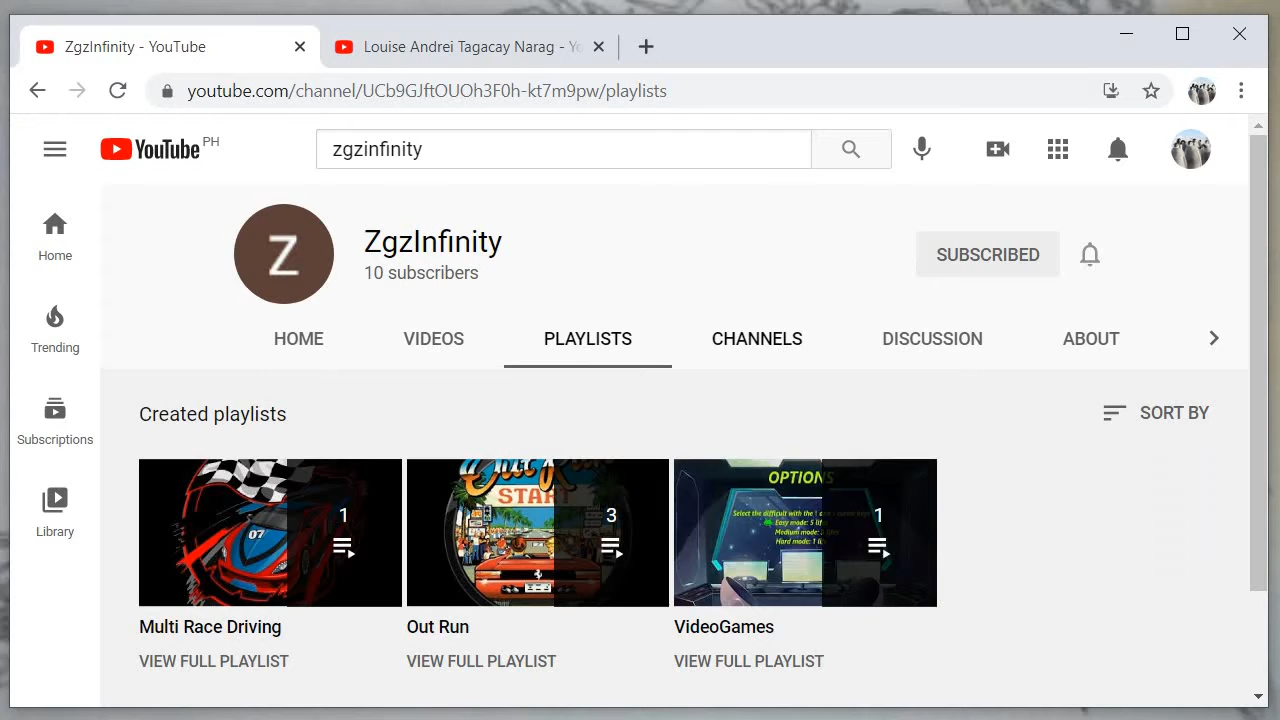 ZgzInfinity - YouTube
Louise Andrei Tagacay Narag - Yo
youtube.com/channel/UCb9GJftOUOh3F0h-kt7m9pw/playlists
YouTube PH
zgzinfinity
Home
Trending
Subscriptions
Library
Z
ZgzInfinity
10 subscribers
SUBSCRIBED
HOME
VIDEOS
PLAYLISTS
CHANNELS
DISCUSSION
ABOUT
Created playlists
SORT BY
07
1
Out Run
START
3
OPTIONS
Easy mode: 5
Medium mode:
Hard mode: 1
1
Multi Race Driving
Out Run
VideoGames
VIEW FULL PLAYLIST
VIEW FULL PLAYLIST
VIEW FULL PLAYLIST